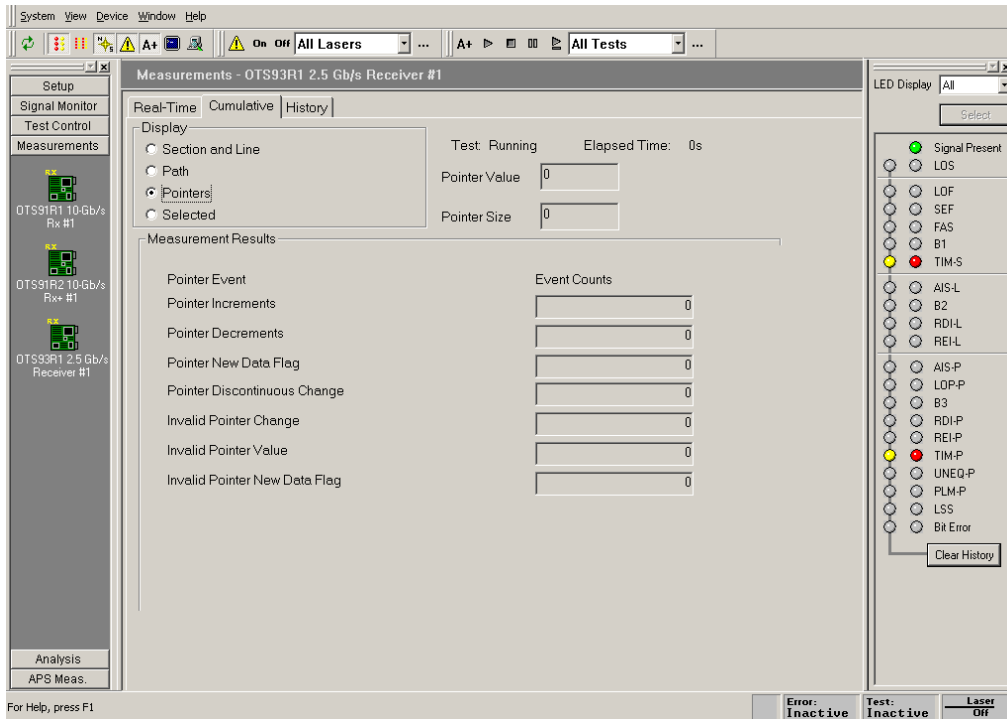 System View Device Window Help
A+ On Off All Lasers ... A+ All Tests ...
Setup
Signal Monitor
Test Control
Measurements
RX
OTS91R1 10-Gb/s
Rx #1
RX
OTS91R2 10-Gb/s
Rx+ #1
RX
OTS93R1 2.5 Gb/s
Receiver #1
Analysis
APS Meas.
Measurements - OTS93R1 2.5 Gb/s Receiver #1
Real-Time Cumulative History
Display
Section and Line
Path
Pointers
Selected
Test: Running Elapsed Time: 0s
Pointer Value 0
Pointer Size 0
Measurement Results
Pointer Event Event Counts
Pointer Increments 0
Pointer Decrements 0
Pointer New Data Flag 0
Pointer Discontinuous Change 0
Invalid Pointer Change 0
Invalid Pointer Value 0
Invalid Pointer New Data Flag 0
LED Display All
Select
Signal Present
LOS
LOF
SEF
FAS
B1
TIM-S
AIS-L
B2
RDI-L
REI-L
AIS-P
LOP-P
B3
RDI-P
REI-P
TIM-P
UNEQ-P
PLM-P
LSS
Bit Error
Clear History
For Help, press F1
Error: Inactive
Test: Inactive
Laser Off